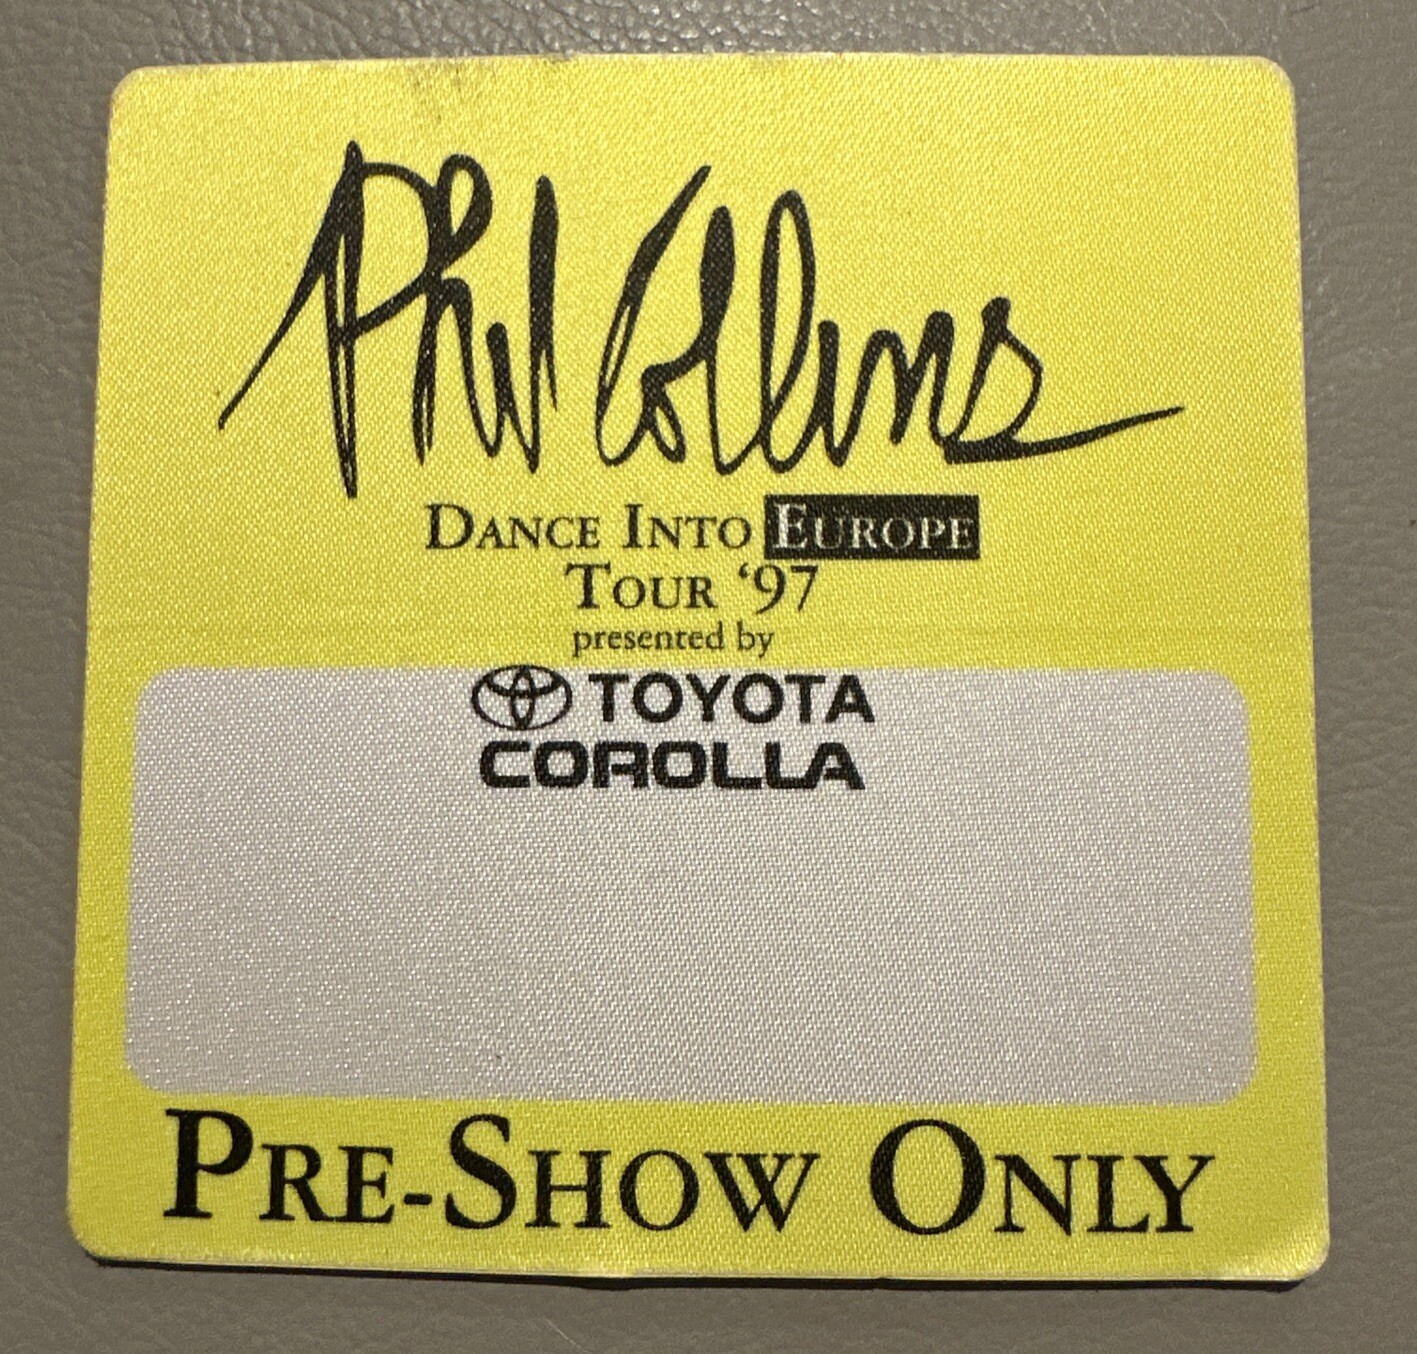 Phil Collins
DANCE INTO EUROPE
TOUR ‘97
presented by
TOYOTA
COROLLA
PRE-SHOW ONLY